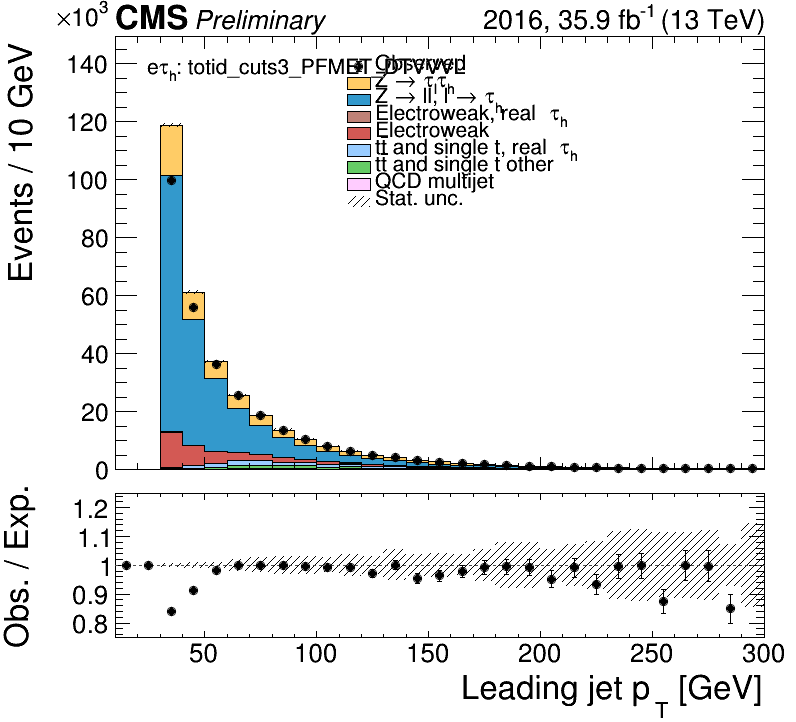 ×10³ CMS Preliminary 2016, 35.9 fb⁻¹ (13 TeV)
eτh: totid_cuts3_PFMET_DTVVVL
Observed
Z → τlτh
Z → ll, l → τh
Electroweak, real τh
Electroweak
tt̄ and single t, real τh
tt̄ and single t other
QCD multijet
Stat. unc.
Events / 10 GeV
140
120
100
80
60
40
20
0
Obs. / Exp.
1.2
1.1
1
0.9
0.8
50 100 150 200 250 300
Leading jet pT [GeV]